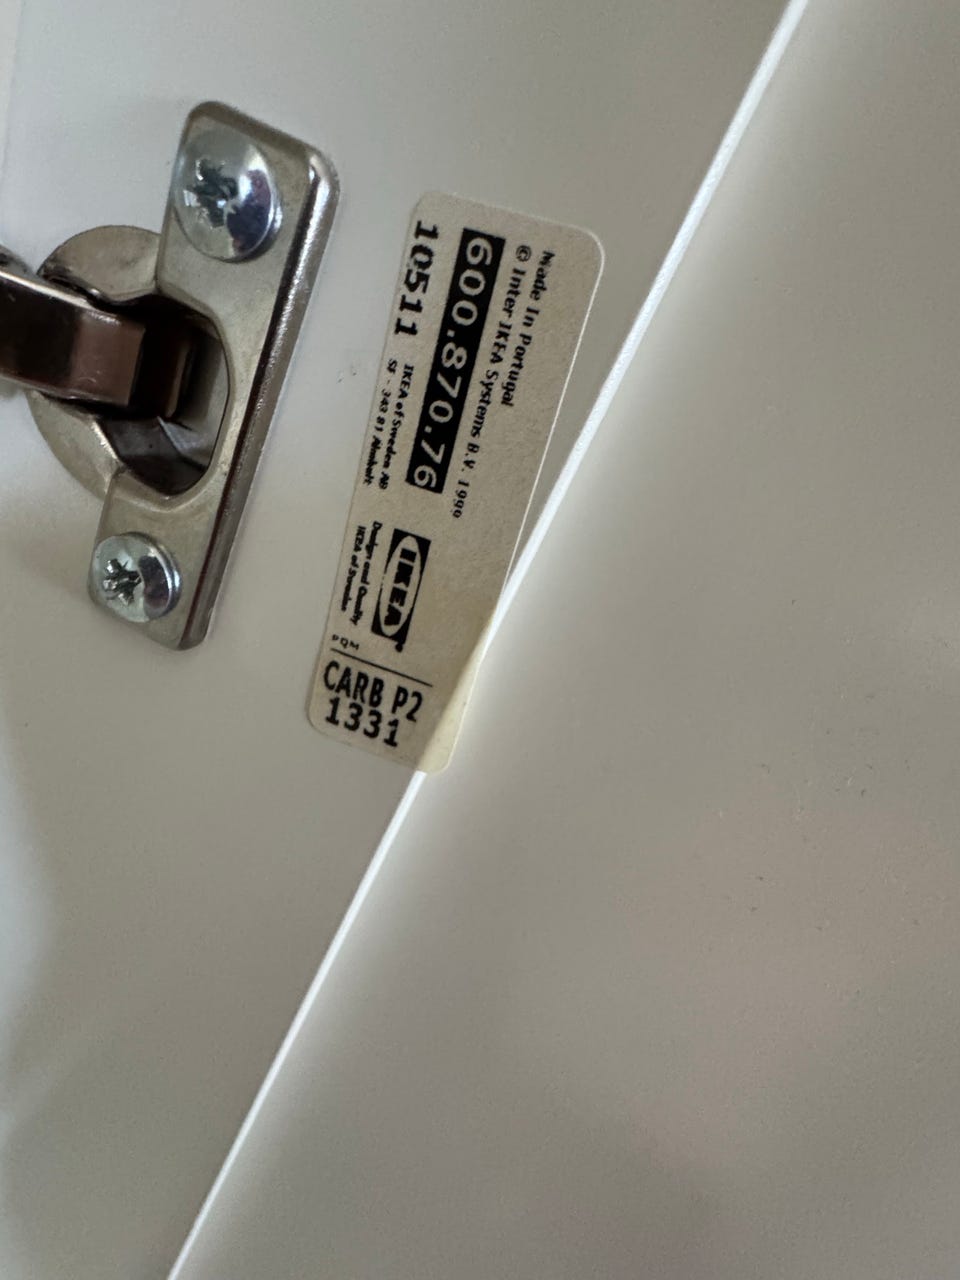 Made In Portugal
© Inter IKEA Systems B.V. 1999
600.870.76
10511
IKEA of Sweden AB
SE - 343 81 Älmhult
IKEA
Design and Quality
IKEA of Sweden
PQM
CARB P2
1331